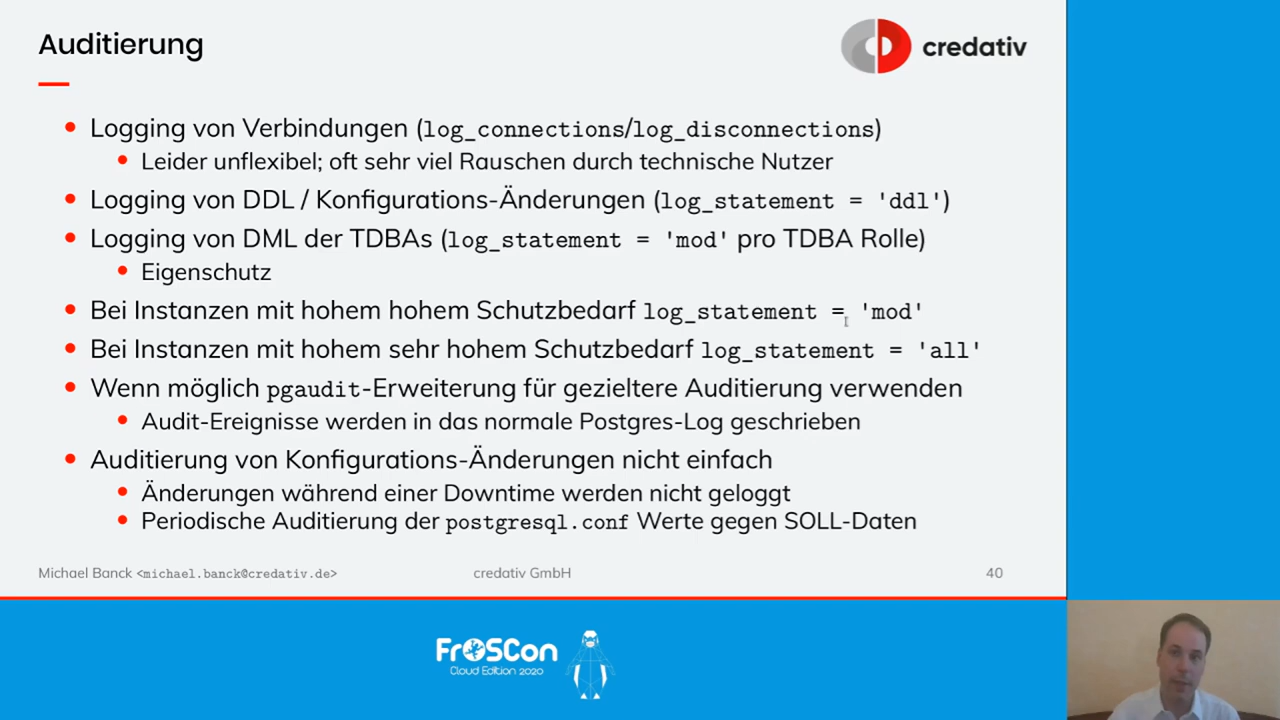 Auditierung
credativ
Logging von Verbindungen (log_connections/log_disconnections)
Leider unflexibel; oft sehr viel Rauschen durch technische Nutzer
Logging von DDL / Konfigurations-Änderungen (log_statement = 'ddl')
Logging von DML der TDBAs (log_statement = 'mod' pro TDBA Rolle)
Eigenschutz
Bei Instanzen mit hohem hohem Schutzbedarf log_statement = 'mod'
Bei Instanzen mit hohem sehr hohem Schutzbedarf log_statement = 'all'
Wenn möglich pgaudit-Erweiterung für gezieltere Auditierung verwenden
Audit-Ereignisse werden in das normale Postgres-Log geschrieben
Auditierung von Konfigurations-Änderungen nicht einfach
Änderungen während einer Downtime werden nicht geloggt
Periodische Auditierung der postgresql.conf Werte gegen SOLL-Daten
Michael Banck <michael.banck@credativ.de> credativ GmbH 40
FrOSCon
Cloud Edition 2020